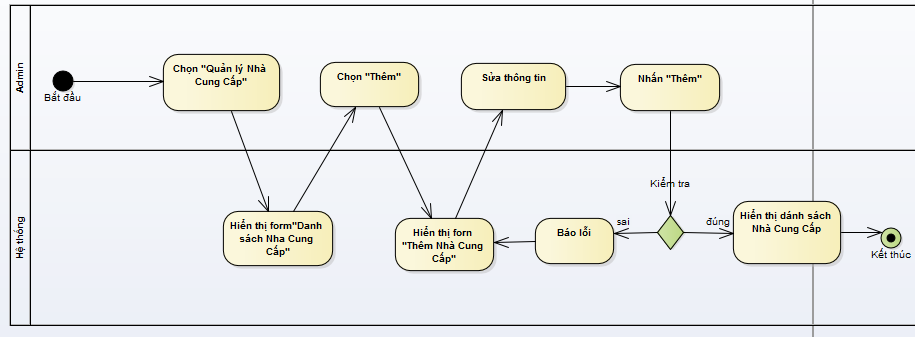 Admin
Bắt đầu
Chọn "Quản lý Nhà
Cung Cấp"
Chọn "Thêm"
Sửa thông tin
Nhấn "Thêm"
Hệ thống
Hiển thị form"Danh
sách Nha Cung
Cấp"
Hiển thị forn
"Thêm Nhà Cung
Cấp"
Báo lỗi
sai
Kiểm tra
đúng
Hiển thị dánh sách
Nhà Cung Cấp
Kết thúc